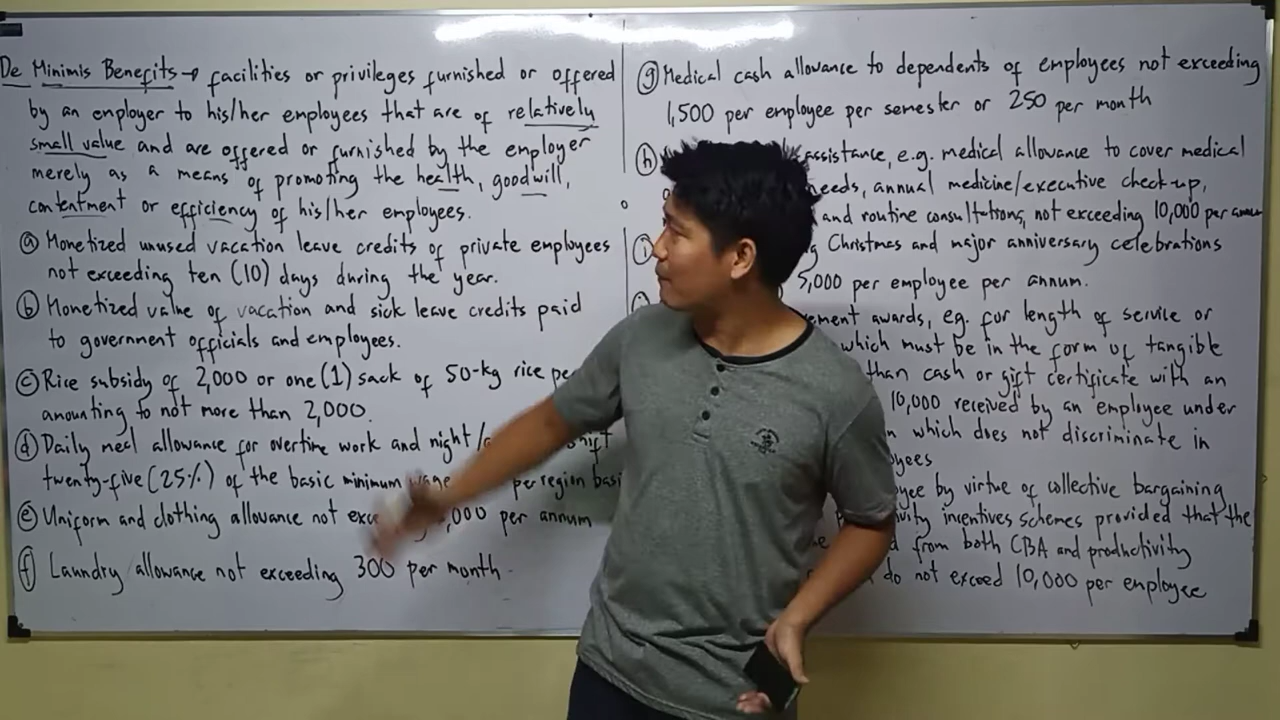 De Minimis Benefits → facilities or privileges furnished or offered
by an employer to his/her employees that are of relatively
small value and are offered or furnished by the employer
merely as a means of promoting the health, goodwill,
contentment or efficiency of his/her employees.
(a) Monetized unused vacation leave credits of private employees
not exceeding ten (10) days during the year.
(b) Monetized value of vacation and sick leave credits paid
to government officials and employees.
(c) Rice subsidy of 2,000 or one (1) sack of 50-kg rice pe
amounting to not more than 2,000.
(d) Daily meal allowance for overtime work and night/ shift
twenty-five (25%) of the basic minimum wage per region basi
(e) Uniform and clothing allowance not ,000 per annum
(f) Laundry allowance not exceeding 300 per month.
(g) Medical cash allowance to dependents of employees not exceeding
1,500 per employee per semester or 250 per month
(h) assistance, e.g. medical allowance to cover medical
needs, annual medicine/executive check-up,
and routine consultations, not exceeding 10,000 per annum
(i) Christmas and major anniversary celebrations
5,000 per employee per annum.
awards, eg. for length of service or
which must be in the form of tangible
than cash or gift certificate with an
10,000 received by an employee under
which does not discriminate in
by virtue of collective bargaining
incentives schemes provided that the
from both CBA and productivity
do not exceed 10,000 per employee